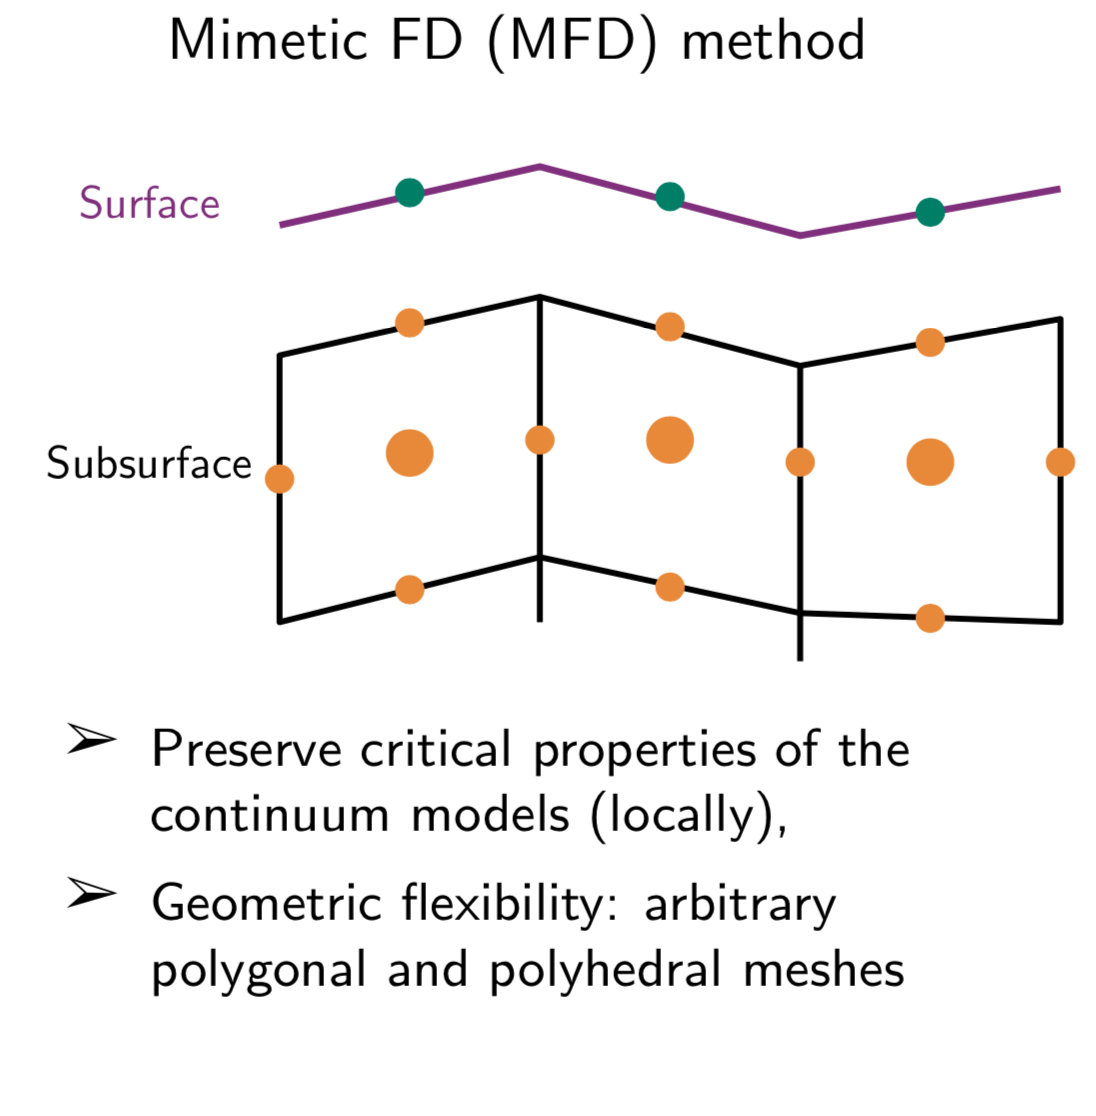 Mimetic FD (MFD) method
Surface
Subsurface
➢ Preserve critical properties of the
continuum models (locally),
➢ Geometric flexibility: arbitrary
polygonal and polyhedral meshes